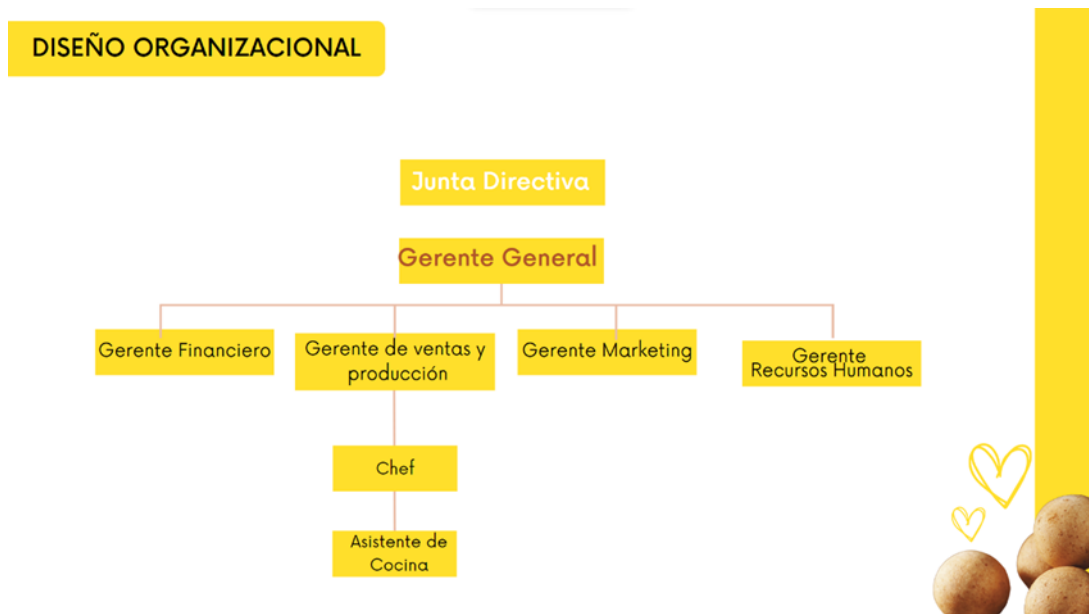 DISEÑO ORGANIZACIONAL
Junta Directiva
Gerente General
Gerente Financiero
Gerente de ventas y
producción
Gerente Marketing
Gerente
Recursos Humanos
Chef
Asistente de
Cocina